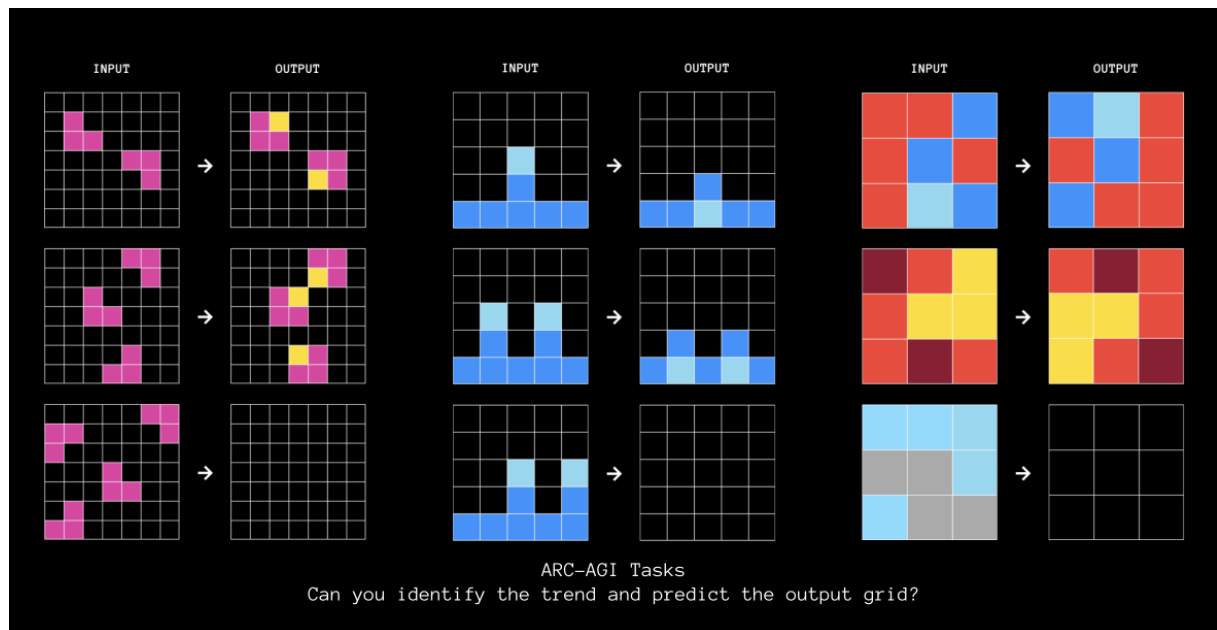 INPUT
OUTPUT
INPUT
OUTPUT
INPUT
OUTPUT
ARC-AGI Tasks
Can you identify the trend and predict the output grid?